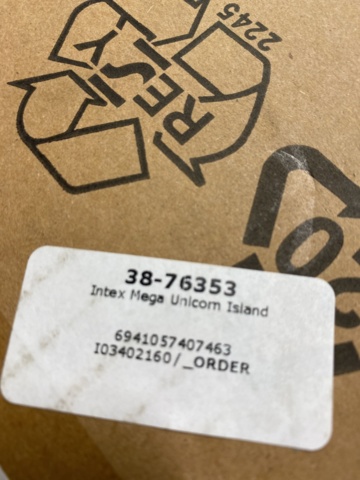 2245
RESY
38-76353
Intex Mega Unicorn Island
6941057407463
I03402160/_ORDER